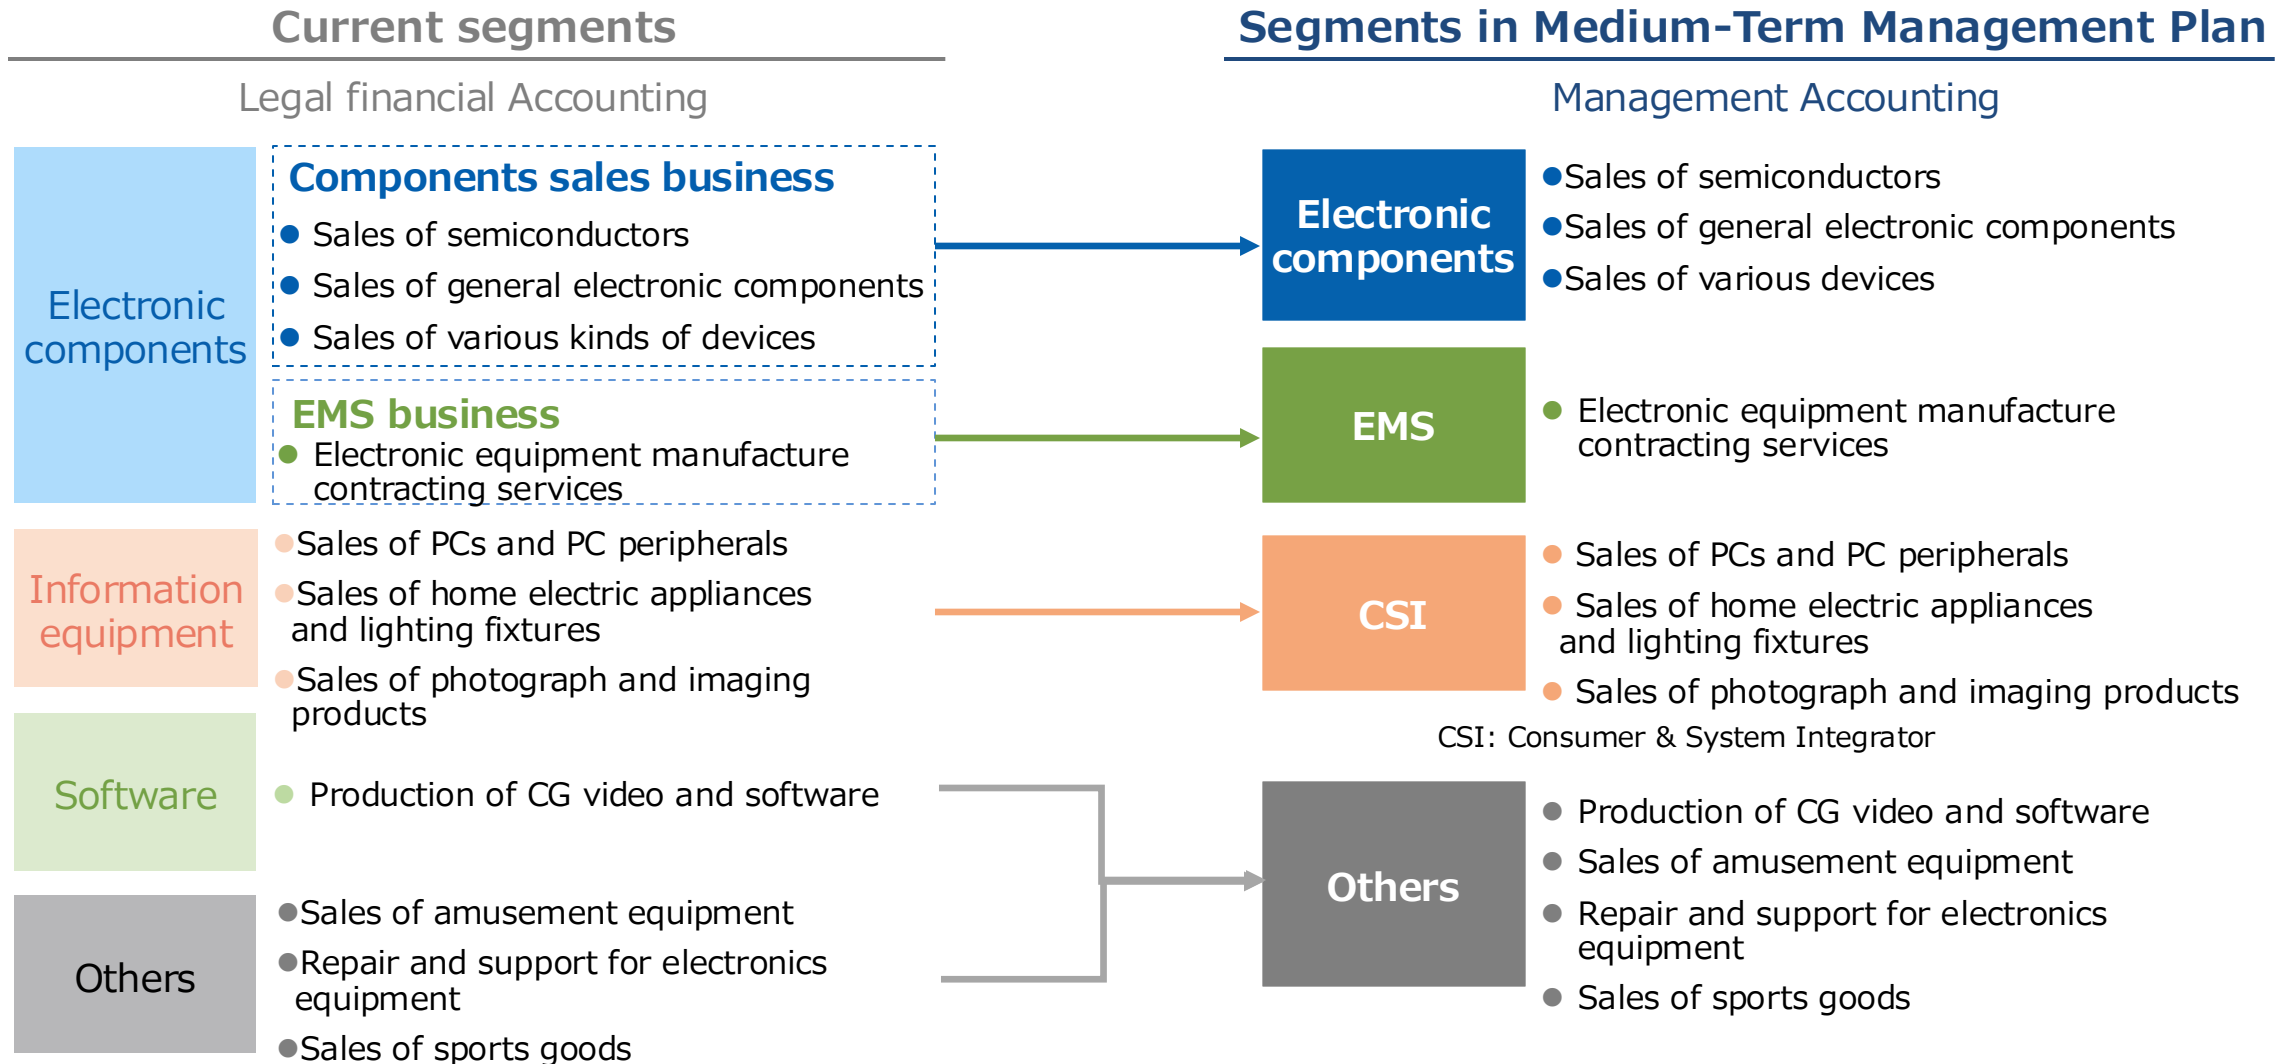 Current segments
Legal financial Accounting
Electronic
components
Components sales business
● Sales of semiconductors
● Sales of general electronic components
● Sales of various kinds of devices
EMS business
● Electronic equipment manufacture
contracting services
Information
equipment
●Sales of PCs and PC peripherals
●Sales of home electric appliances
and lighting fixtures
●Sales of photograph and imaging
products
Software
● Production of CG video and software
Others
●Sales of amusement equipment
●Repair and support for electronics
equipment
●Sales of sports goods
Segments in Medium-Term Management Plan
Management Accounting
Electronic
components
●Sales of semiconductors
●Sales of general electronic components
●Sales of various devices
EMS
● Electronic equipment manufacture
contracting services
CSI
● Sales of PCs and PC peripherals
● Sales of home electric appliances
and lighting fixtures
● Sales of photograph and imaging products
CSI: Consumer & System Integrator
Others
● Production of CG video and software
● Sales of amusement equipment
● Repair and support for electronics
equipment
● Sales of sports goods